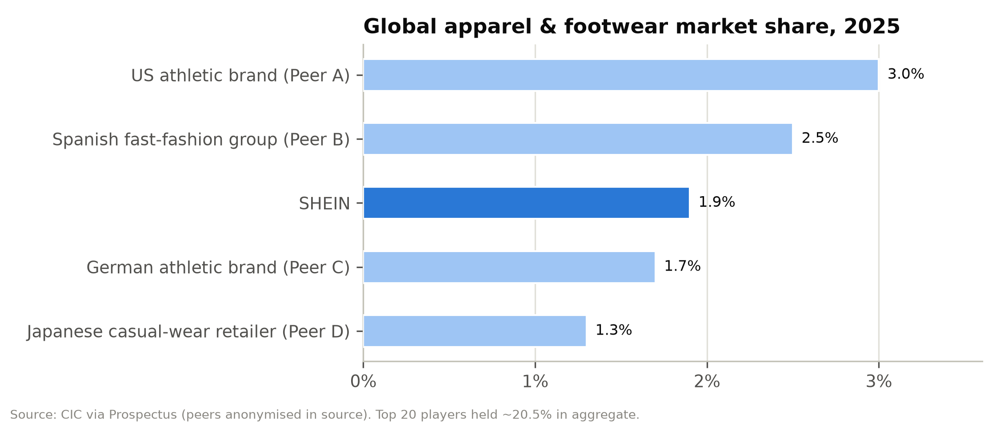 Global apparel & footwear market share, 2025
US athletic brand (Peer A)
3.0%
Spanish fast-fashion group (Peer B)
2.5%
SHEIN
1.9%
German athletic brand (Peer C)
1.7%
Japanese casual-wear retailer (Peer D)
1.3%
0% 1% 2% 3%
Source: CIC via Prospectus (peers anonymised in source). Top 20 players held ~20.5% in aggregate.